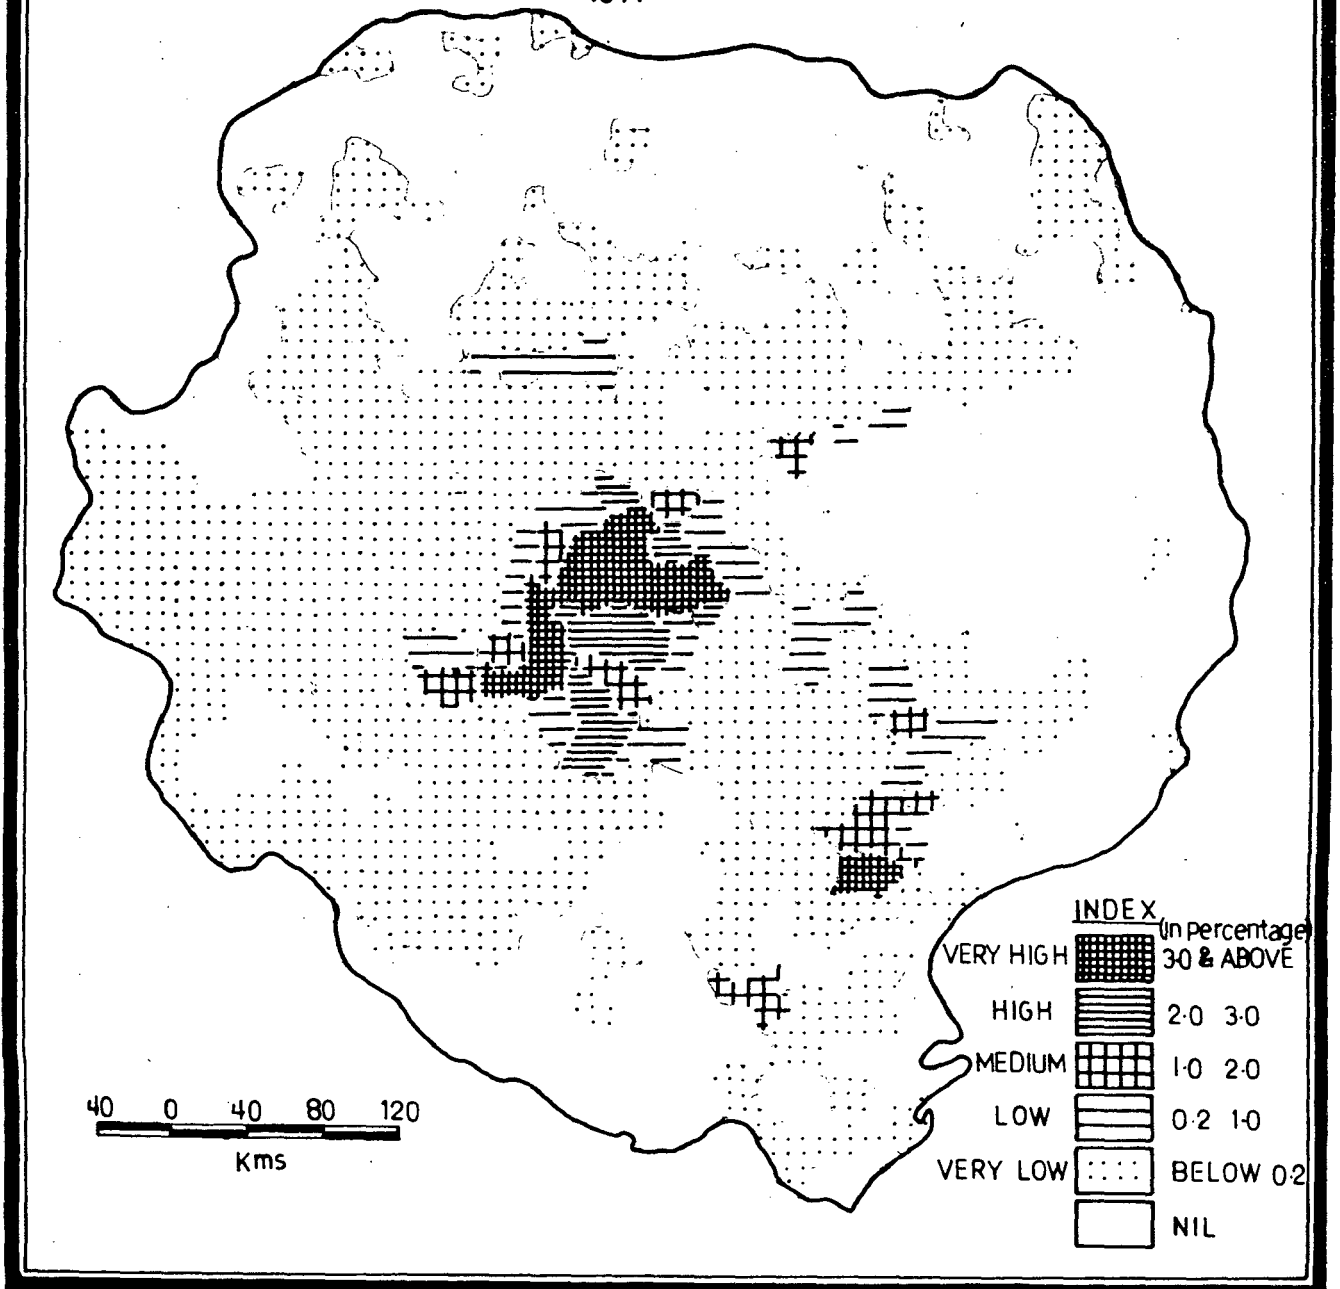 INDEX
(in percentage)
VERY HIGH 3·0 & ABOVE
HIGH 2·0 3·0
MEDIUM 1·0 2·0
LOW 0·2 1·0
VERY LOW BELOW 0·2
NIL
40 0 40 80 120
Kms